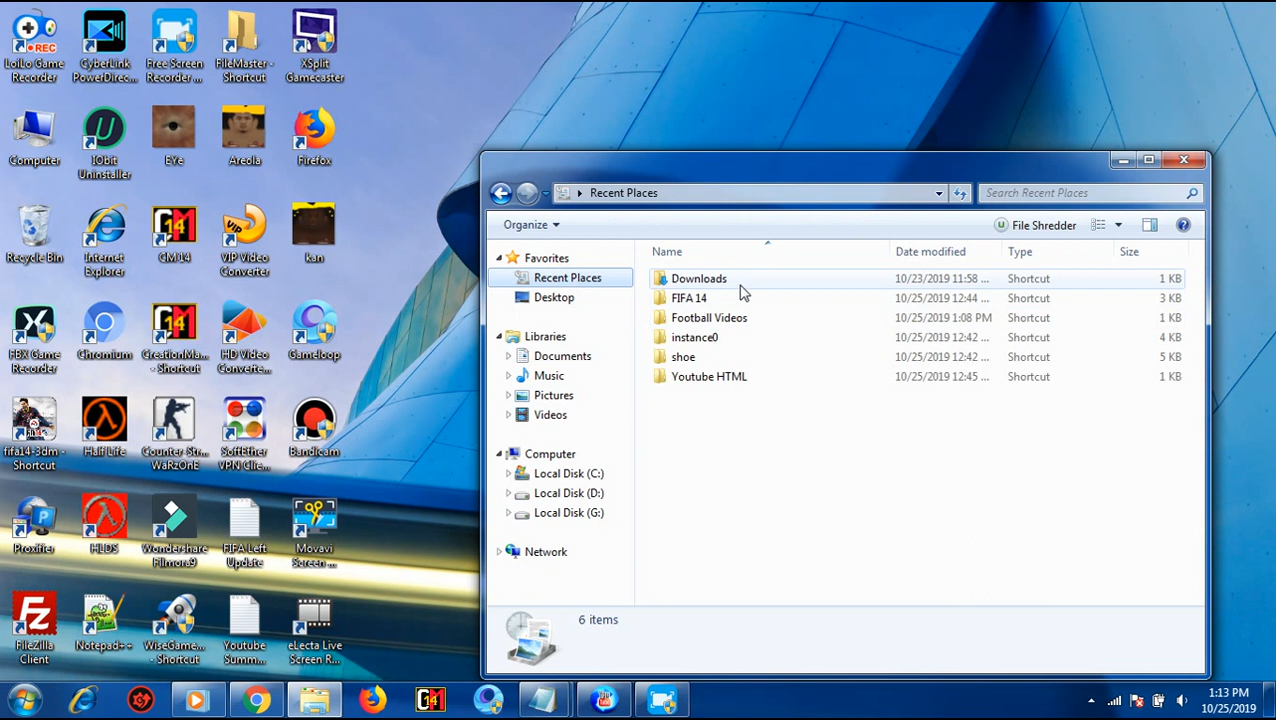 LoiLo Game
Recorder
CyberLink
PowerDirec...
Free Screen
Recorder ...
FileMaster -
Shortcut
XSplit
Gamecaster
Computer
IObit
Uninstaller
EYe
Areola
Firefox
Recycle Bin
Internet
Explorer
CM 14
VIP Video
Converter
kan
FBX Game
Recorder
Chromium
CreationMa...
- Shortcut
HD Video
Converte...
Gameloop
fifa14-3dm -
Shortcut
Half Life
Counter-Str...
WaRzOnE
SoftEther
VPN Clie...
Bandicam
Proxifier
HLDS
Wondershare
Filmora9
FIFA Left
Update
Movavi
Screen ...
FileZilla
Client
Notepad++
WiseGame...
- Shortcut
Youtube
Summ...
eLecta Live
Screen R...
Recent Places
Search Recent Places
Organize
File Shredder
Favorites
Recent Places
Desktop
Libraries
Documents
Music
Pictures
Videos
Computer
Local Disk (C:)
Local Disk (D:)
Local Disk (G:)
Network
Name Date modified Type Size
Downloads 10/23/2019 11:58 ... Shortcut 1 KB
FIFA 14 10/25/2019 12:44 ... Shortcut 3 KB
Football Videos 10/25/2019 1:08 PM Shortcut 1 KB
instance0 10/25/2019 12:42 ... Shortcut 4 KB
shoe 10/25/2019 12:42 ... Shortcut 5 KB
Youtube HTML 10/25/2019 12:45 ... Shortcut 1 KB
6 items
1:13 PM
10/25/2019